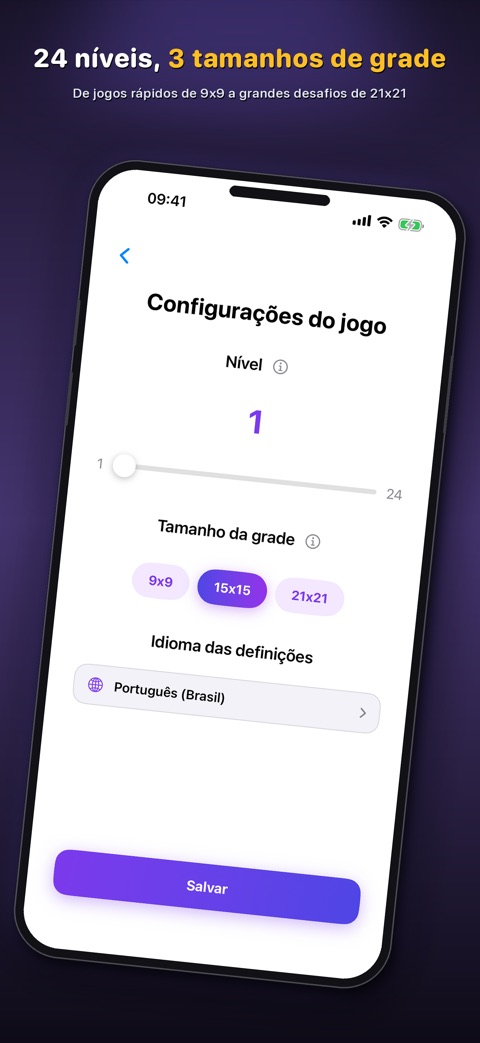 24 níveis, 3 tamanhos de grade
De jogos rápidos de 9x9 a grandes desafios de 21x21
09:41
Configurações do jogo
Nível
1
1
24
Tamanho da grade
9x9
15x15
21x21
Idioma das definições
Português (Brasil)
Salvar